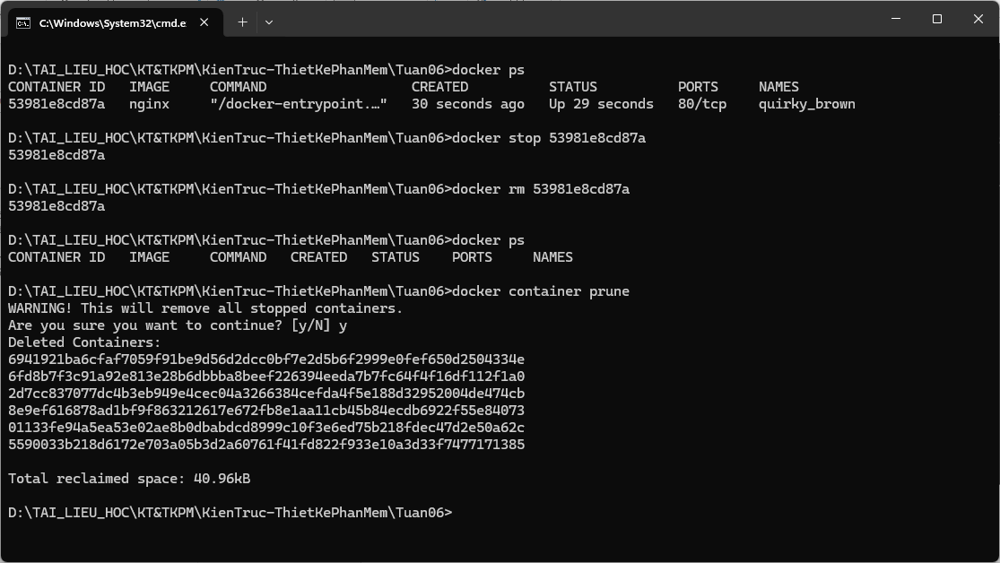 C:\Windows\System32\cmd.e
D:\TAI_LIEU_HOC\KT&TKPM\KienTruc-ThietKePhanMem\Tuan06>docker ps
CONTAINER ID   IMAGE     COMMAND                  CREATED          STATUS          PORTS     NAMES
53981e8cd87a   nginx     "/docker-entrypoint.…"   30 seconds ago   Up 29 seconds   80/tcp    quirky_brown
D:\TAI_LIEU_HOC\KT&TKPM\KienTruc-ThietKePhanMem\Tuan06>docker stop 53981e8cd87a
53981e8cd87a
D:\TAI_LIEU_HOC\KT&TKPM\KienTruc-ThietKePhanMem\Tuan06>docker rm 53981e8cd87a
53981e8cd87a
D:\TAI_LIEU_HOC\KT&TKPM\KienTruc-ThietKePhanMem\Tuan06>docker ps
CONTAINER ID   IMAGE     COMMAND   CREATED   STATUS    PORTS     NAMES
D:\TAI_LIEU_HOC\KT&TKPM\KienTruc-ThietKePhanMem\Tuan06>docker container prune
WARNING! This will remove all stopped containers.
Are you sure you want to continue? [y/N] y
Deleted Containers:
6941921ba6cfaf7059f91be9d56d2dcc0bf7e2d5b6f2999e0fef650d2504334e
6fd8b7f3c91a92e813e28b6dbbba8beef226394eeda7b7fc64f4f16df112f1a0
2d7cc837077dc4b3eb949e4cec04a3266384cefda4f5e188d32952004de474cb
8e9ef616878ad1bf9f863212617e672fb8e1aa11cb45b84ecdb6922f55e84073
01133fe94a5ea53e02ae8b0dbabdcd8999c10f3e6ed75b218fdec47d2e50a62c
5590033b218d6172e703a05b3d2a60761f41fd822f933e10a3d33f7477171385
Total reclaimed space: 40.96kB
D:\TAI_LIEU_HOC\KT&TKPM\KienTruc-ThietKePhanMem\Tuan06>